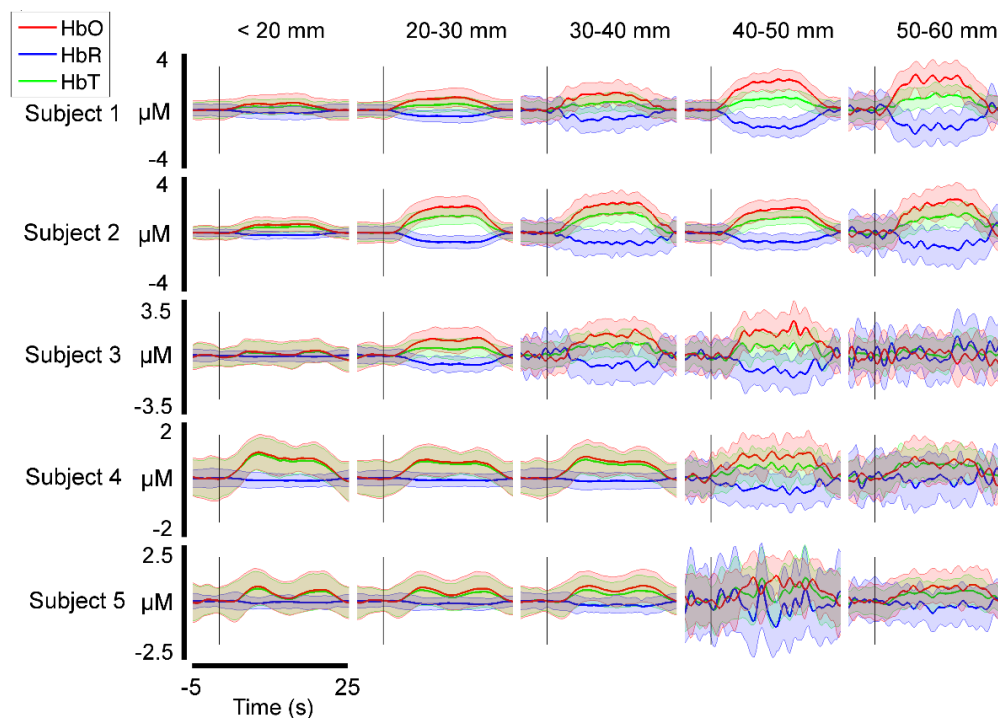 HbO
HbR
HbT
< 20 mm 20-30 mm 30-40 mm 40-50 mm 50-60 mm
4
Subject 1 µM
-4
4
Subject 2 µM
-4
3.5
Subject 3 µM
-3.5
2
Subject 4 µM
-2
2.5
Subject 5 µM
-2.5
-5 25
Time (s)